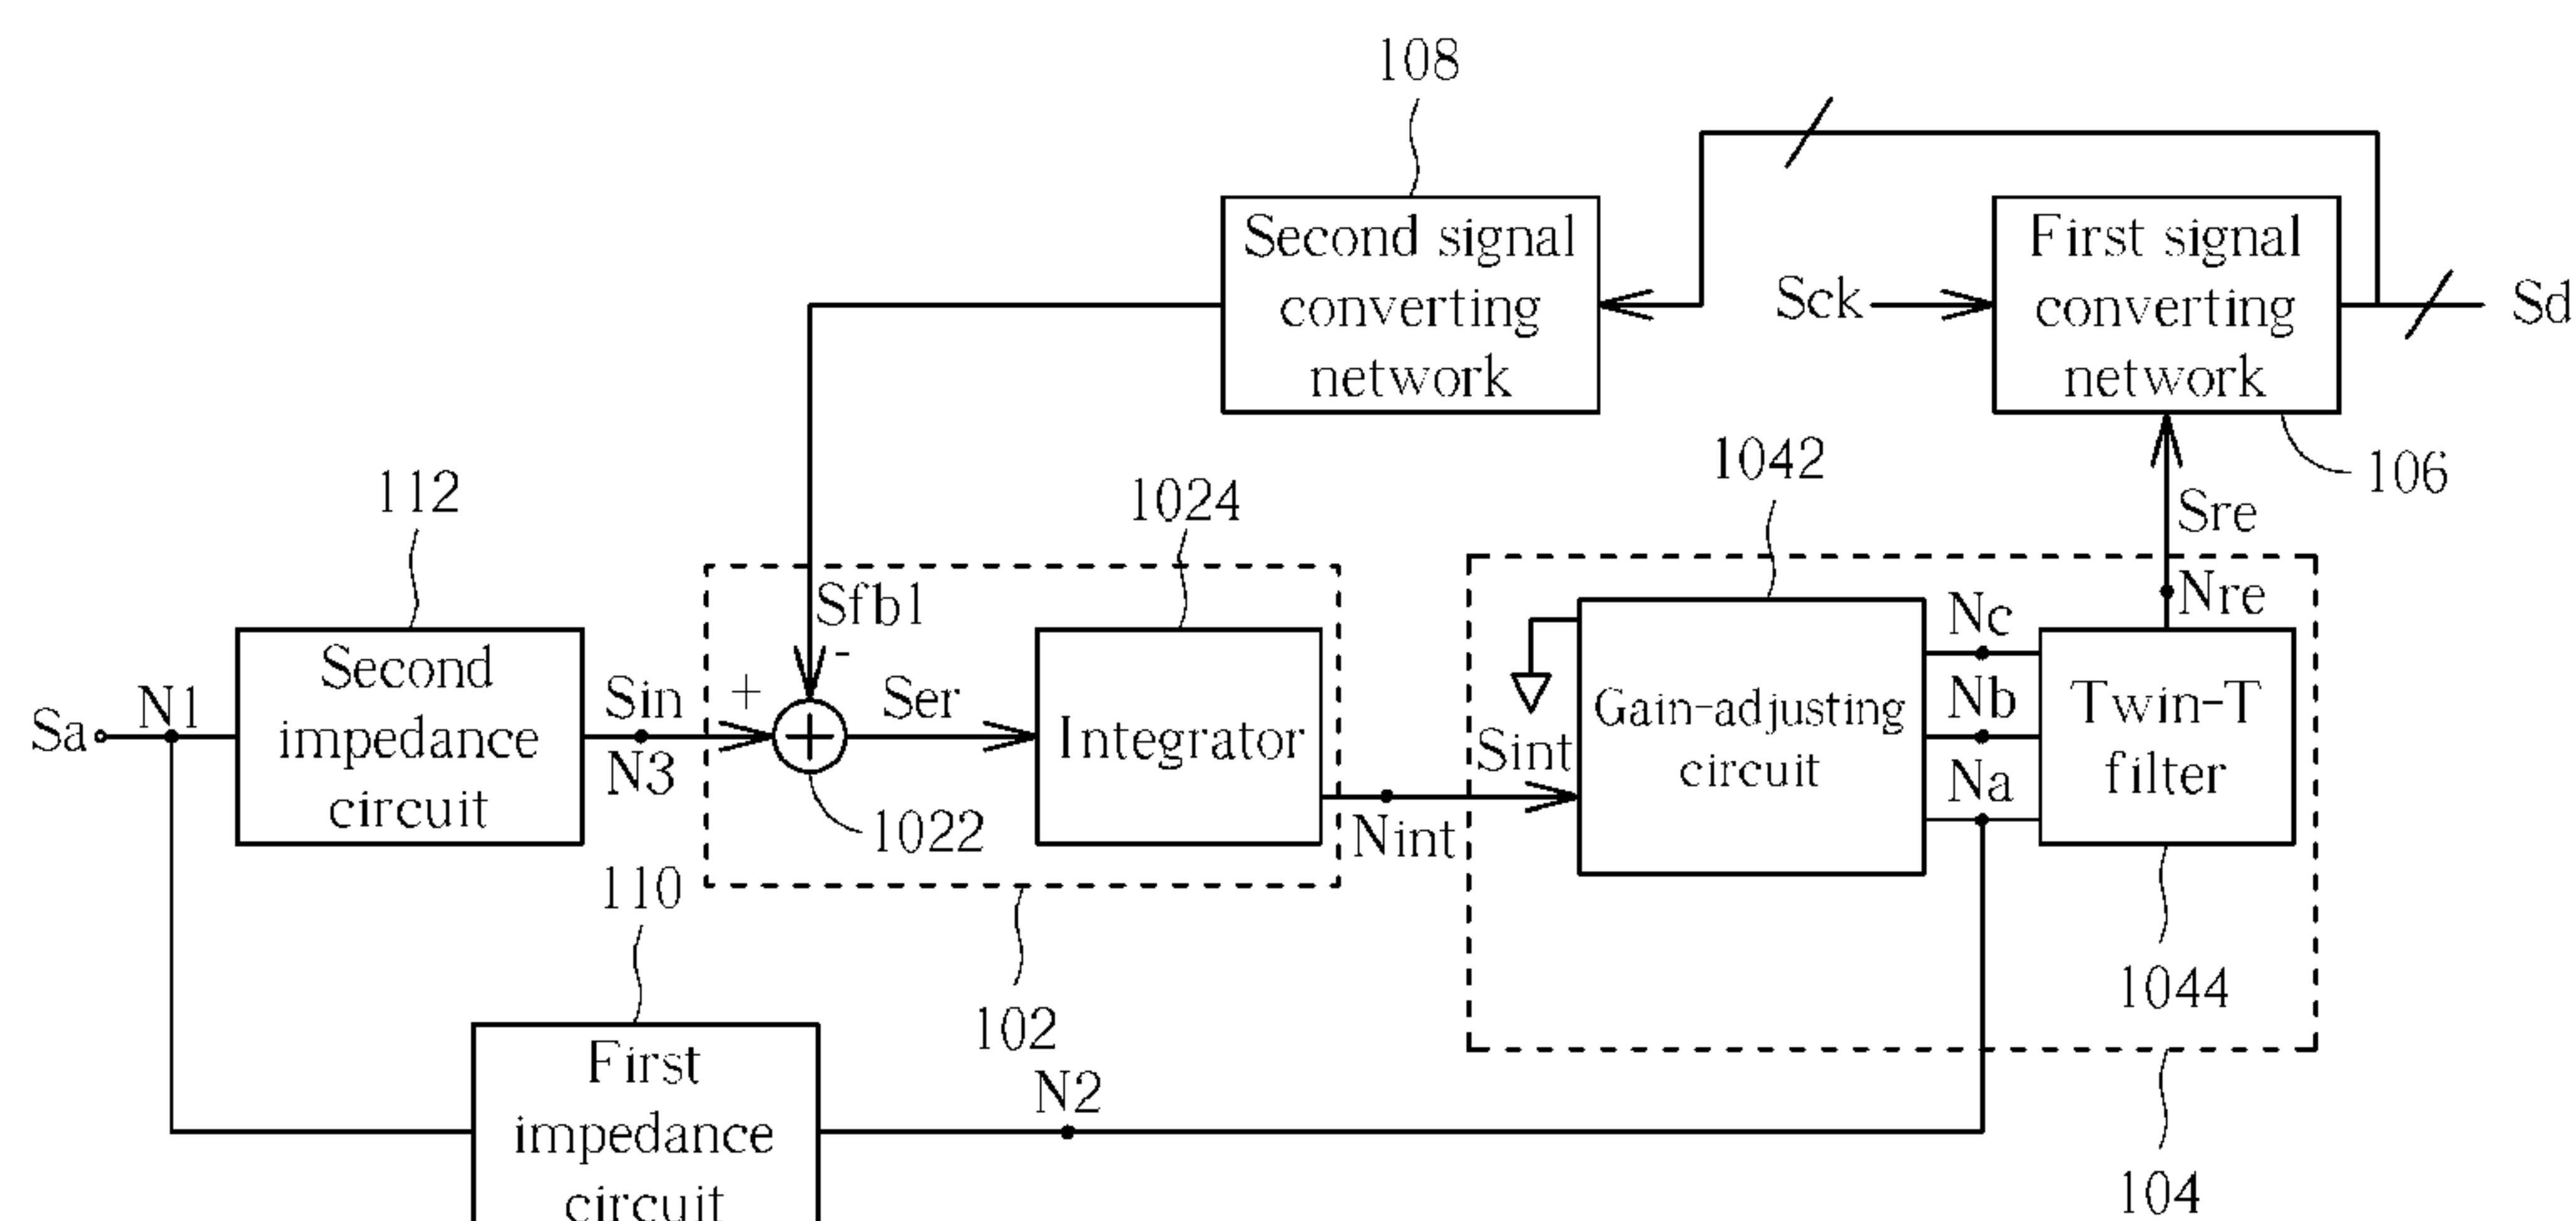 108
Second signal
converting
network
Sck
First signal
converting
network
Sd
106
112
1024
1042
Sre
Nre
Sfb1
-
Second
impedance
circuit
Sa
N1
Sin
N3
+
+
Ser
Integrator
1022
Nint
Sint
Gain-adjusting
circuit
Nc
Nb
Na
Twin-T
filter
110
102
1044
104
First
impedance
circuit
N2